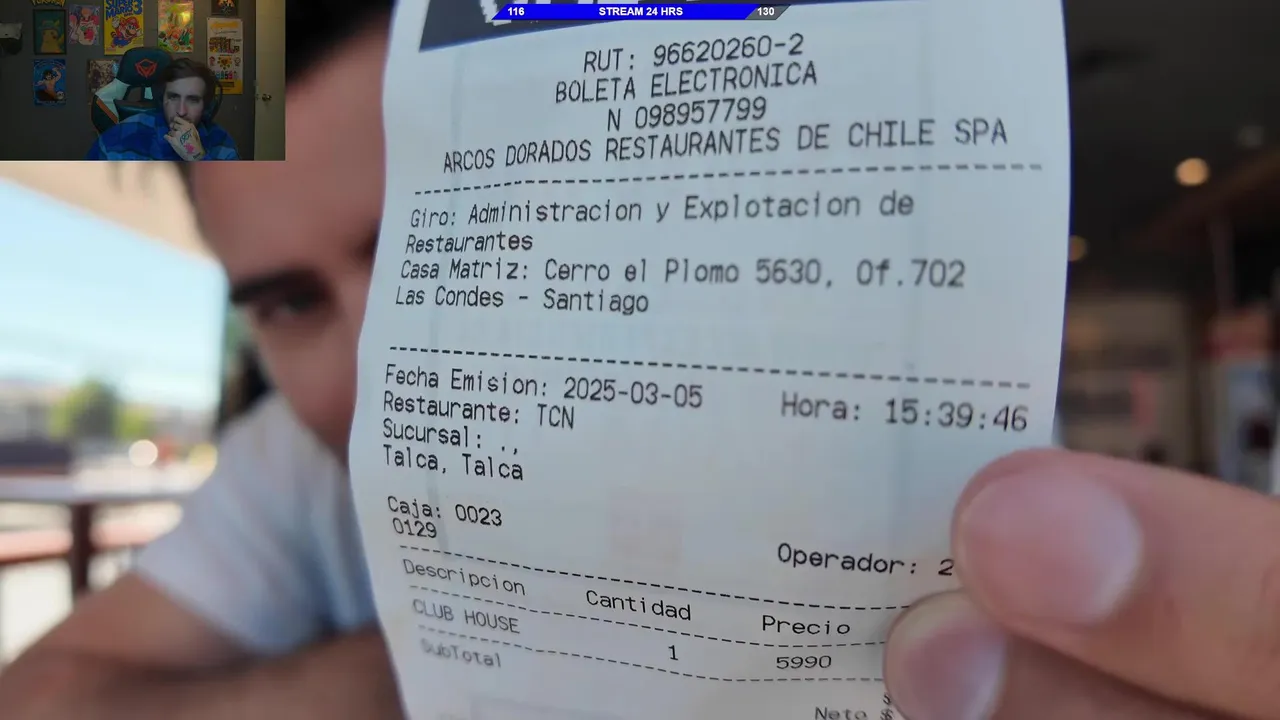 116 STREAM 24 HRS 130
RUT: 96620260-2
BOLETA ELECTRONICA
N 098957799
ARCOS DORADOS RESTAURANTES DE CHILE SPA
Giro: Administracion y Explotacion de
Restaurantes
Casa Matriz: Cerro el Plomo 5630, Of.702
Las Condes - Santiago
Fecha Emision: 2025-03-05 Hora: 15:39:46
Restaurante: TCN
Sucursal: .,
Talca, Talca
Caja: 0023
0129
Operador: 2
Descripcion Cantidad Precio
CLUB HOUSE 1 5990
SubTotal
Neto $